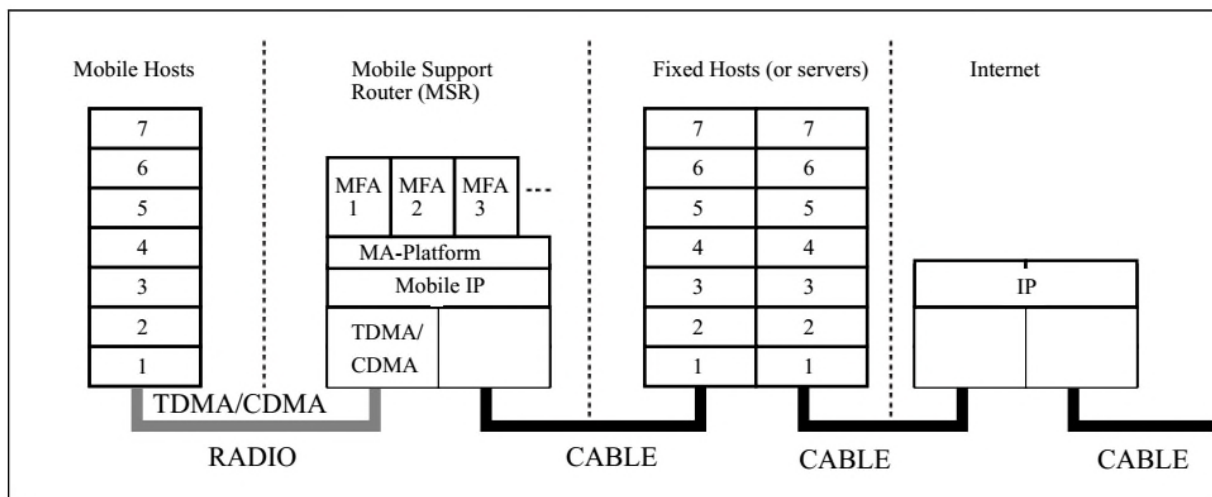 Mobile Hosts
7
6
5
4
3
2
1
Mobile Support
Router (MSR)
MFA MFA MFA
1 2 3 ---
MA-Platform
Mobile IP
TDMA/
CDMA
Fixed Hosts (or servers)
7 7
6 6
5 5
4 4
3 3
2 2
1 1
Internet
IP
TDMA/CDMA
RADIO
CABLE
CABLE
CABLE